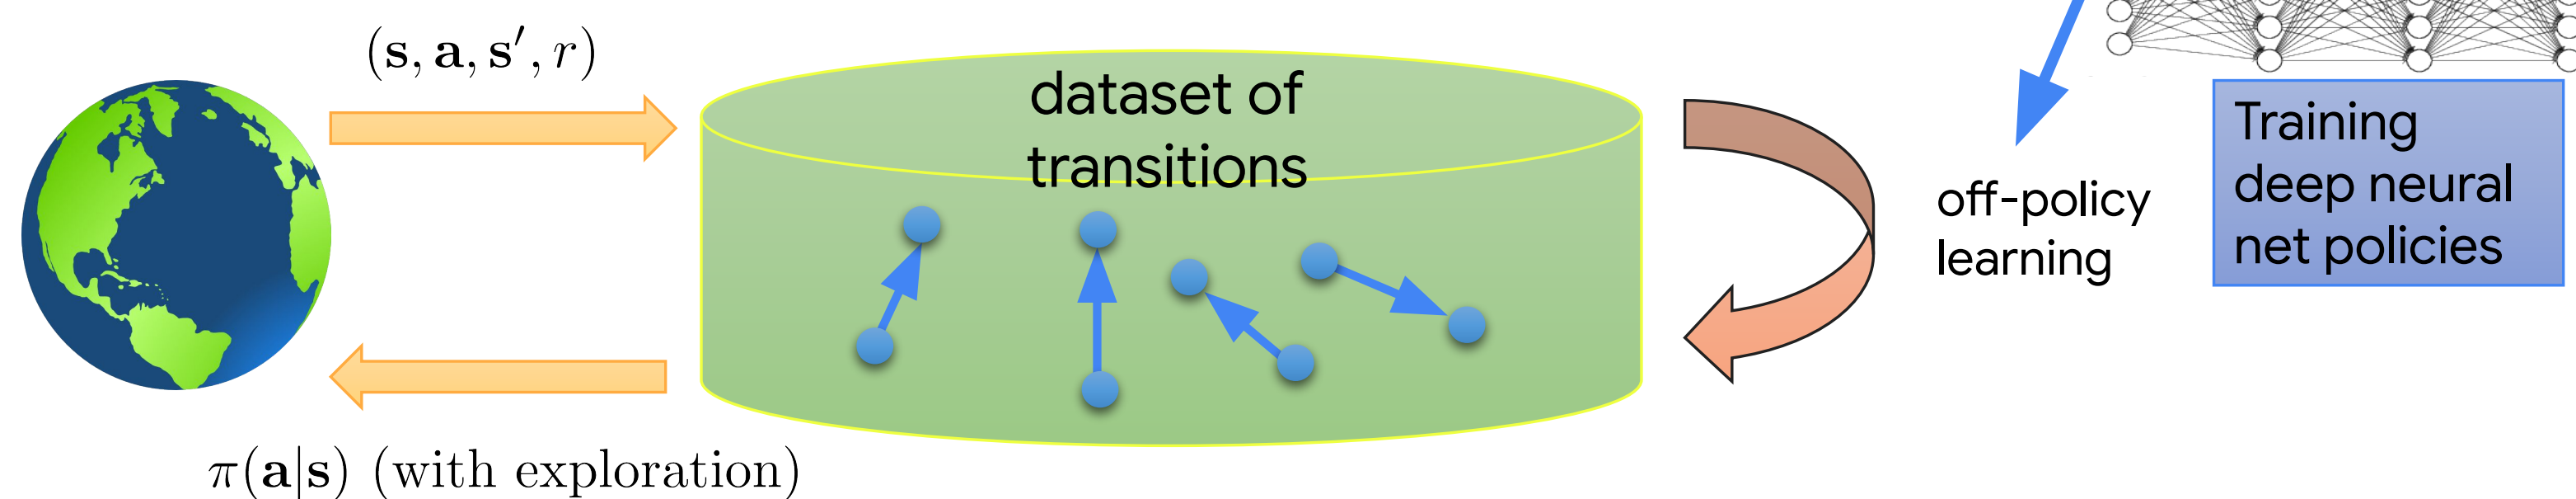 (s, a, s′, r)
dataset of
transitions
off-policy
learning
Training
deep neural
net policies
π(a|s) (with exploration)